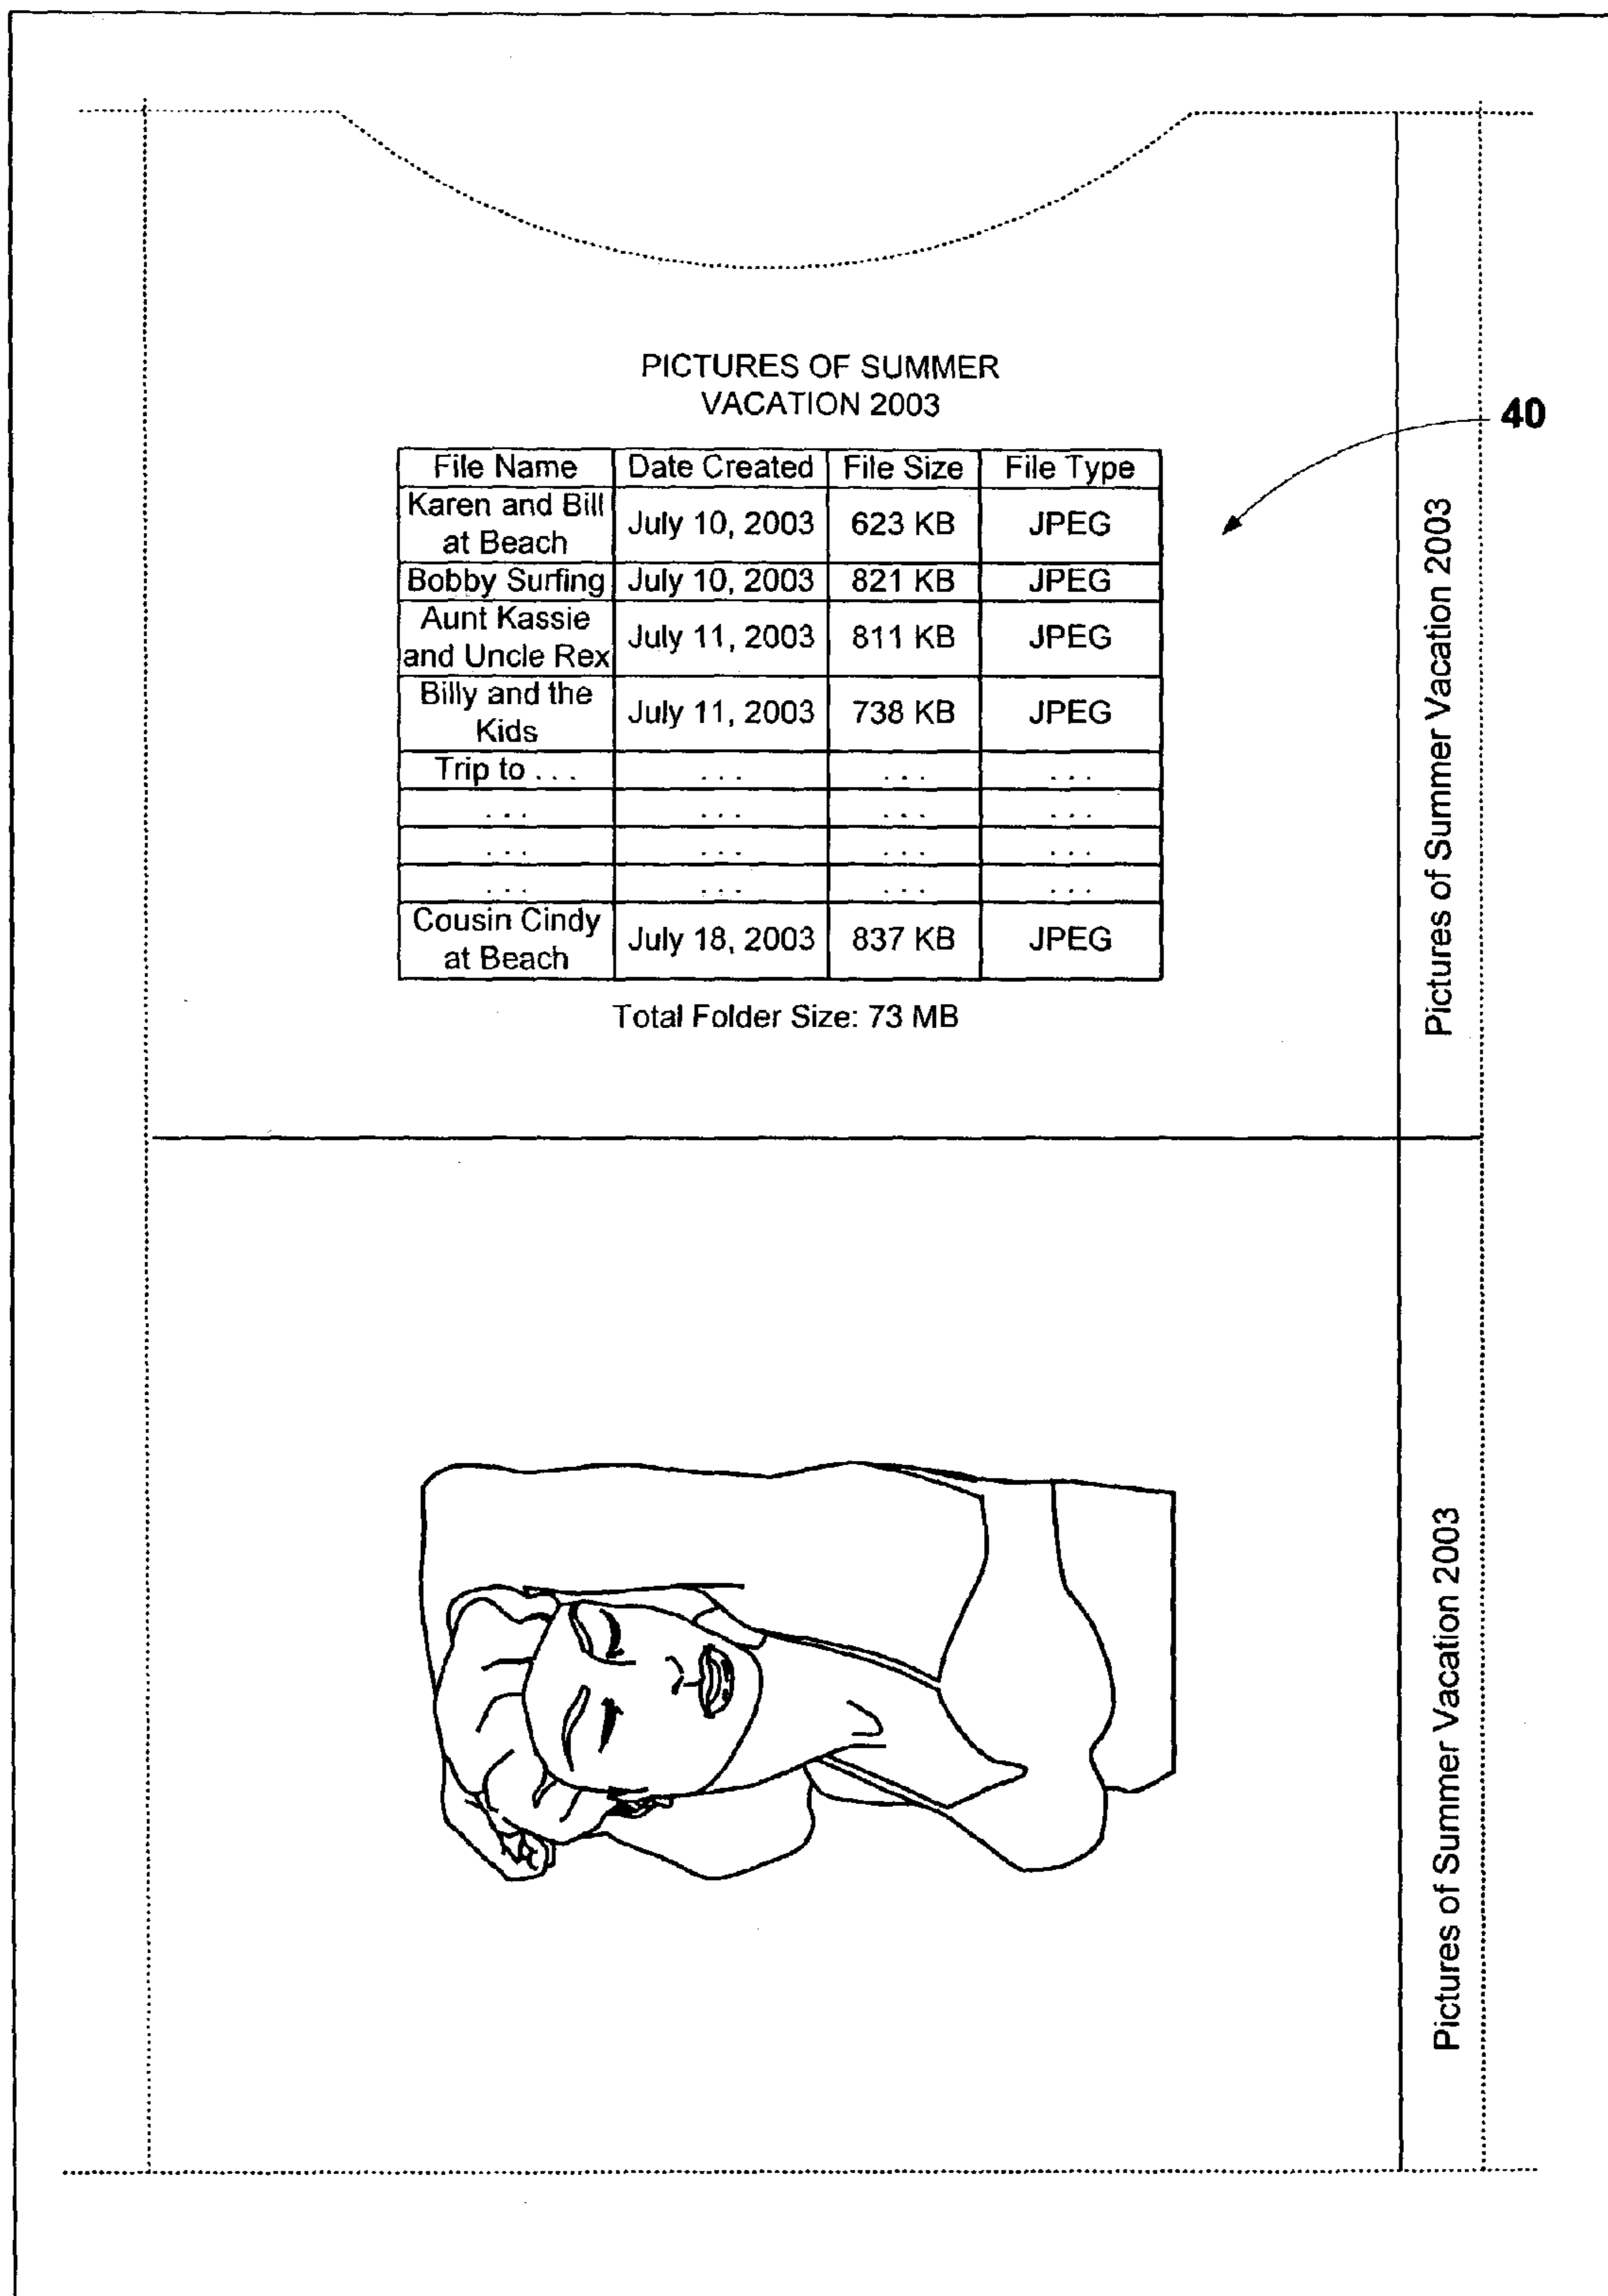 PICTURES OF SUMMER
VACATION 2003
40
File Name Date Created File Size File Type
Karen and Bill
at Beach July 10, 2003 623 KB JPEG
Bobby Surfing July 10, 2003 821 KB JPEG
Aunt Kassie
and Uncle Rex July 11, 2003 811 KB JPEG
Billy and the
Kids July 11, 2003 738 KB JPEG
Trip to . . . . . . . . . . . .
. . . . . . . . . . . .
. . . . . . . . . . . .
. . . . . . . . . . . .
Cousin Cindy
at Beach July 18, 2003 837 KB JPEG
Total Folder Size: 73 MB
Pictures of Summer Vacation 2003
Pictures of Summer Vacation 2003